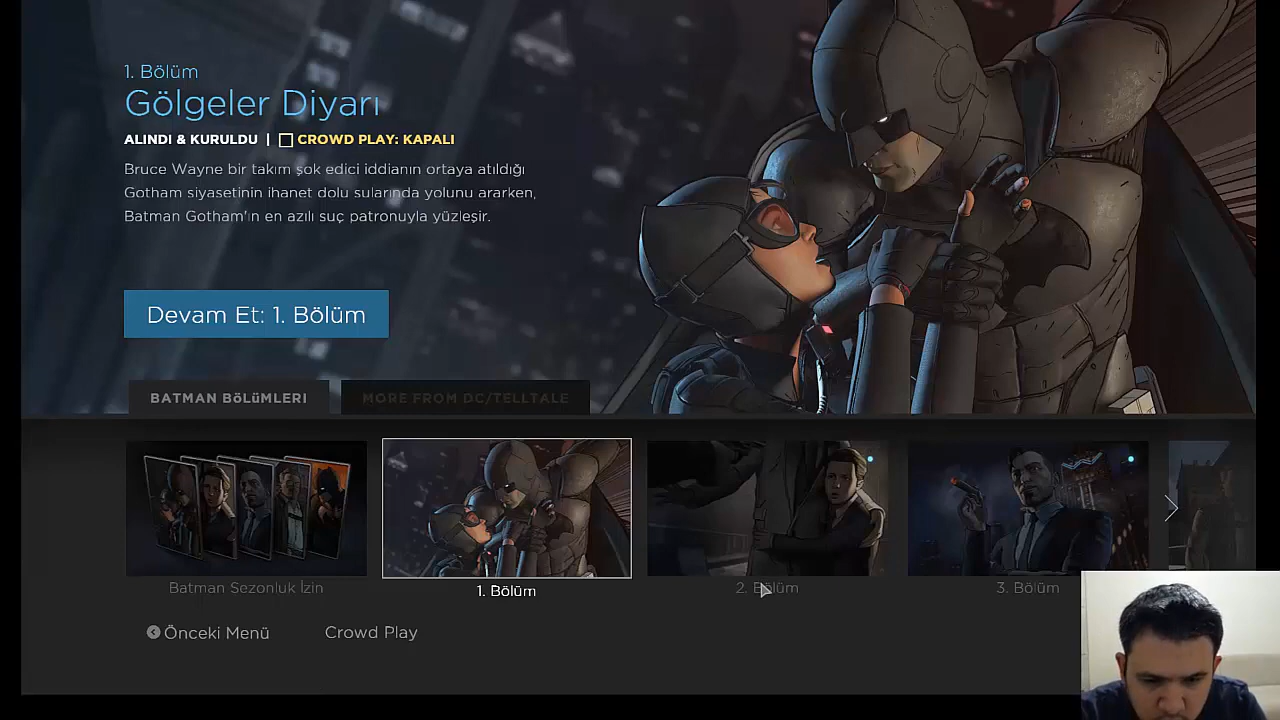 1. Bölüm
Gölgeler Diyarı
ALINDI & KURULDU | CROWD PLAY: KAPALI
Bruce Wayne bir takım şok edici iddianın ortaya atıldığı
Gotham siyasetinin ihanet dolu sularında yolunu ararken,
Batman Gotham'ın en azılı suç patronuyla yüzleşir.
Devam Et: 1. Bölüm
BATMAN BöLüMLERI
MORE FROM DC/TELLTALE
Batman Sezonluk İzin
1. Bölüm
2. Bölüm
3. Bölüm
Önceki Menü
Crowd Play